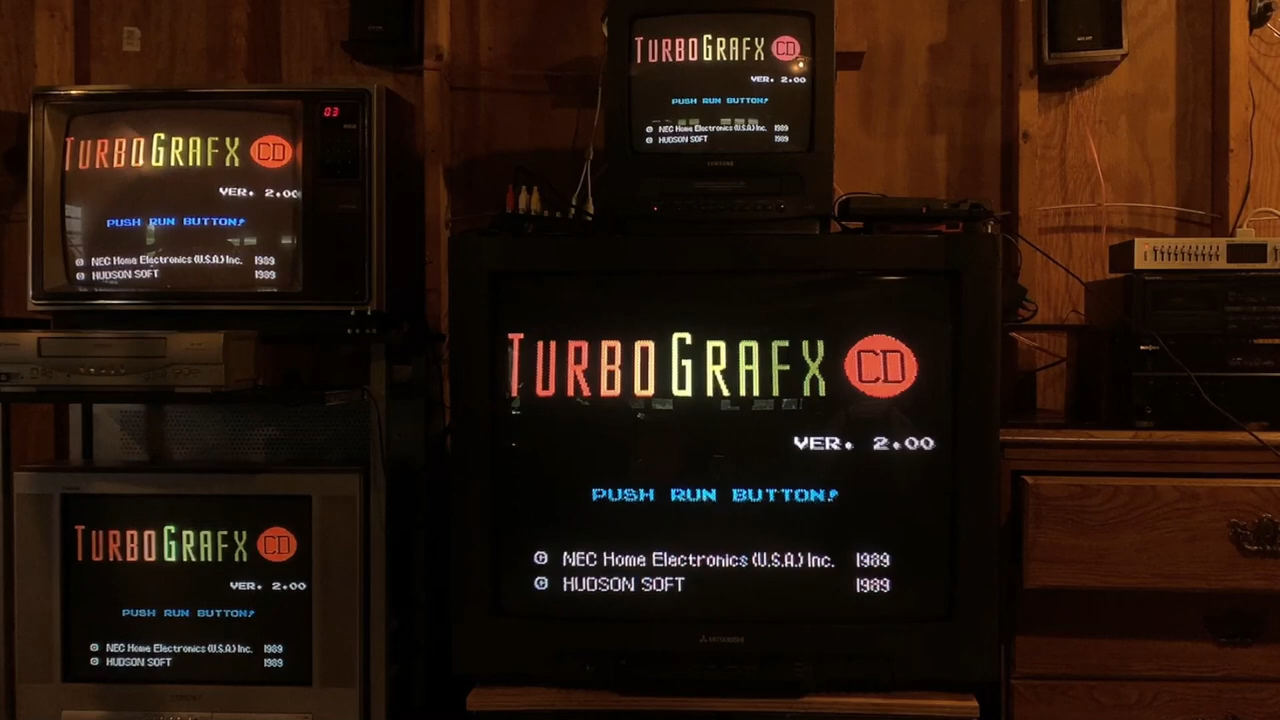 TURBOGRAFX CD
VER. 2.00
PUSH RUN BUTTON!
© NEC Home Electronics (U.S.A.) Inc. 1989
© HUDSON SOFT 1989
03
TURBOGRAFX CD
VER. 2.00
PUSH RUN BUTTON!
© NEC Home Electronics (U.S.A.) Inc. 1989
© HUDSON SOFT 1989
TURBOGRAFX CD
VER. 2.00
PUSH RUN BUTTON!
© NEC Home Electronics (U.S.A.) Inc. 1989
© HUDSON SOFT 1989
MITSUBISHI
TURBOGRAFX CD
VER. 2.00
PUSH RUN BUTTON!
© NEC Home Electronics (U.S.A.) Inc. 1989
© HUDSON SOFT 1989